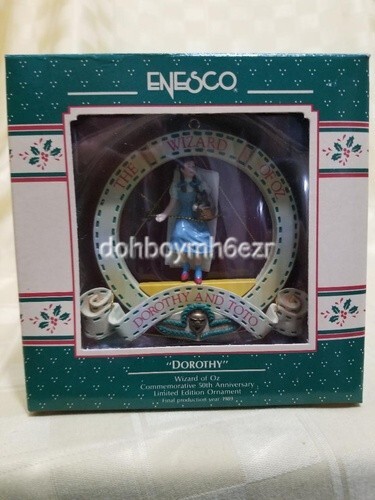 ENESCO
THE WIZARD OF OZ
dohboymh6ezr
DOROTHY AND TOTO
"DOROTHY"
Wizard of Oz
Commemorative 50th Anniversary
Limited Edition Ornament
Final production year 1989